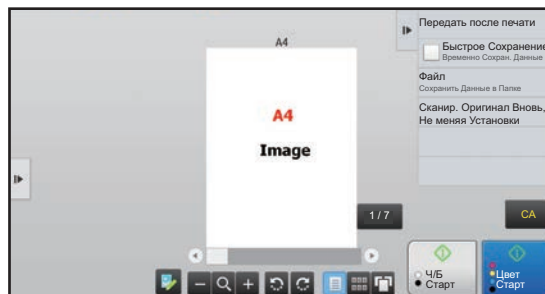 A4
A4
Image
1 / 7
Передать после печати
Быстрое Сохранение
Временно Сохран. Данные
Файл
Сохранить Данные в Папке
Сканир. Оригинал Вновь,
Не меняя Установки
CA
Ч/Б
Старт
Цвет
Старт